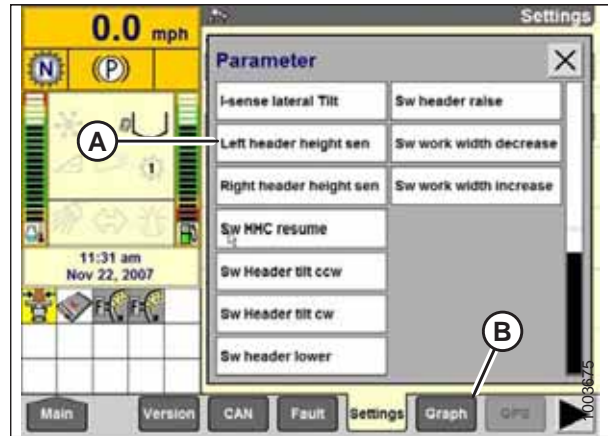 0.0 mph
Settings
N
(P)
Parameter
I-sense lateral Tilt
Sw header raise
Left header height sen
Sw work width decrease
Right header height sen
Sw work width increase
Sw HHC resume
Sw Header tilt ccw
Sw Header tilt cw
Sw header lower
A
B
1
11:31 am
Nov 22, 2007
F
F
Main
Version
CAN
Fault
Settings
Graph
GPS
1003675